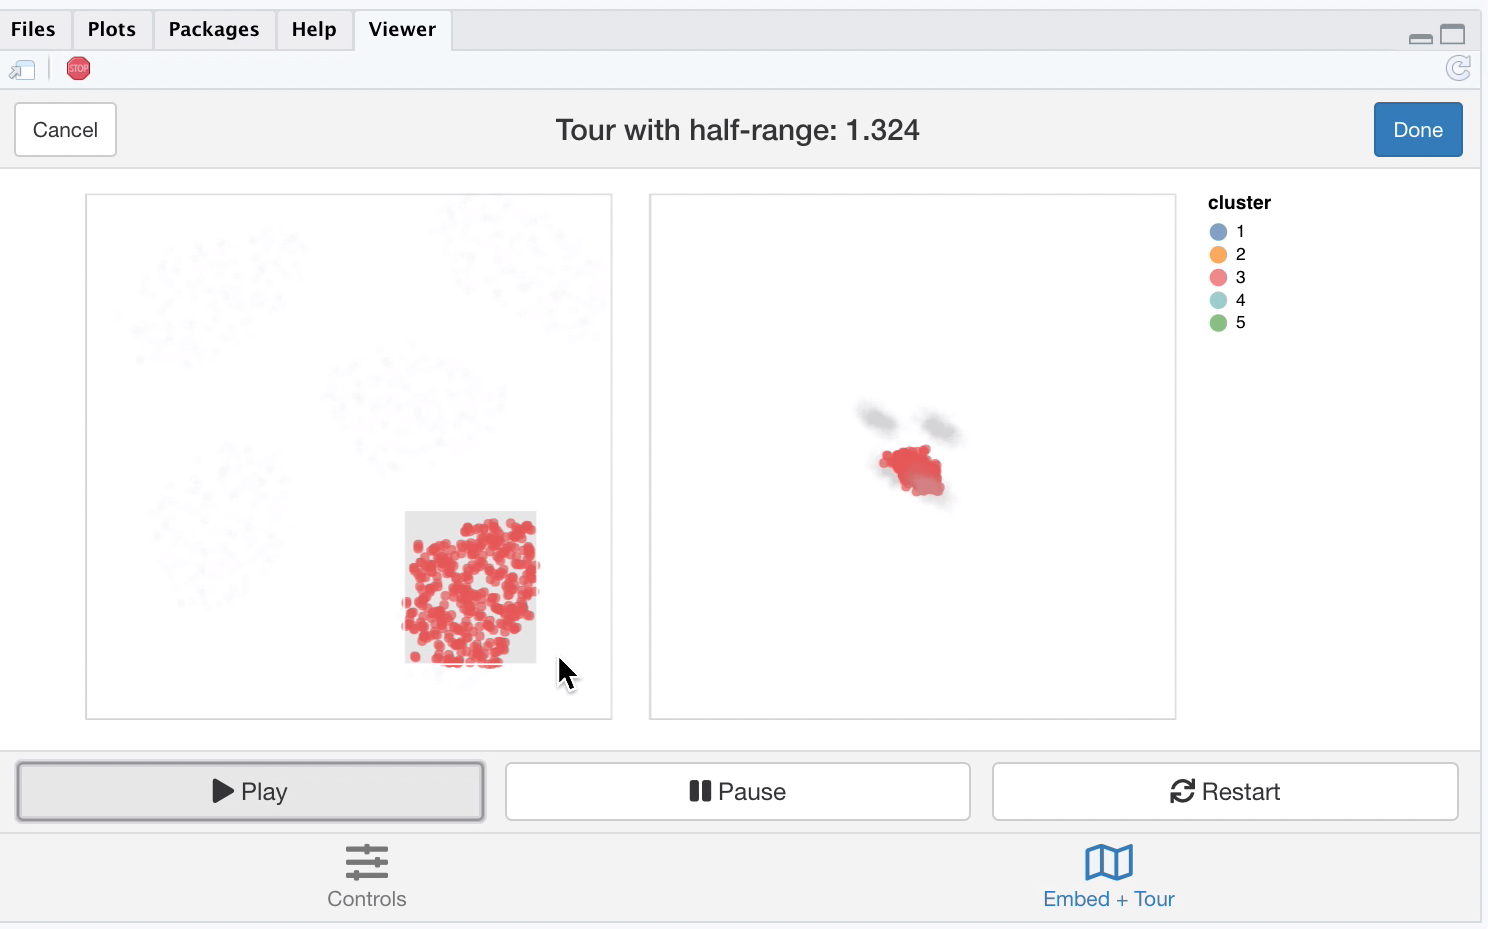 Files Plots Packages Help Viewer
STOP
Cancel Tour with half-range: 1.324 Done
cluster
1
2
3
4
5
Play Pause Restart
Controls Embed + Tour